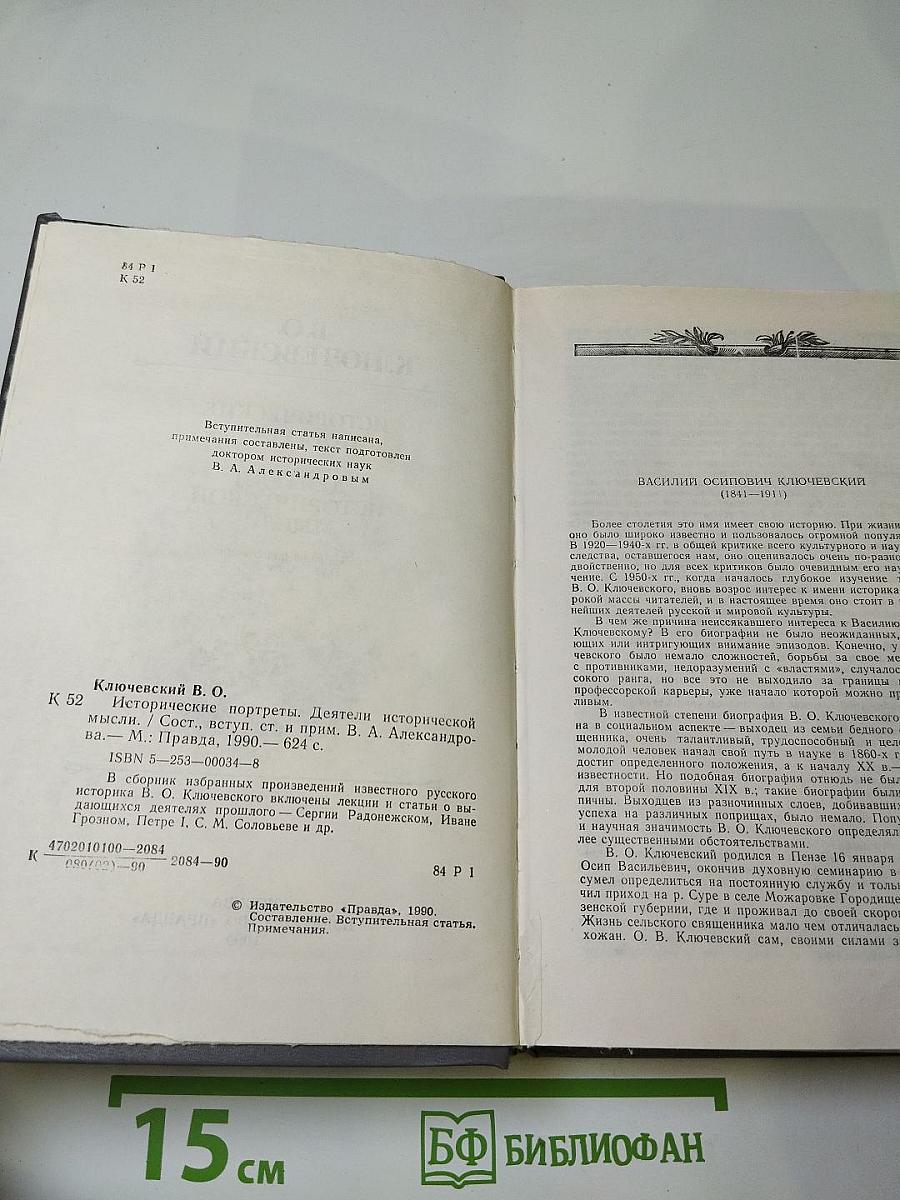 84 Р 1
К 52
Вступительная статья написана,
примечания составлены, текст подготовлен
доктором исторических наук
В. А. Александровым
Ключевский В. О.
К 52 Исторические портреты. Деятели исторической
мысли. / Сост., вступ. ст. и прим. В. А. Александро-
ва.— М.: Правда, 1990.— 624 с.
ISBN 5—253—00034—8
В сборник избранных произведений известного русского
историка В. О. Ключевского включены лекции и статьи о вы-
дающихся деятелях прошлого — Сергии Радонежском, Иване
Грозном, Петре I, С. М. Соловьеве и др.
К 4702010100—2084
080(02)—90 2084—90
84 Р 1
© Издательство «Правда», 1990.
Составление. Вступительная статья.
Примечания.
ВАСИЛИЙ ОСИПОВИЧ КЛЮЧЕВСКИЙ
(1841—1911)
Более столетия это имя имеет свою историю. При жизни
оно было широко известно и пользовалось огромной популя
В 1920—1940-х гг. в общей критике всего культурного и нау
следства, оставшегося нам, оно оценивалось очень по-разно
двойственно, но для всех критиков было очевидным его нау
чение. С 1950-х гг., когда началось глубокое изучение т
В. О. Ключевского, вновь возрос интерес к имени историка
рокой массы читателей, и в настоящее время оно стоит в
нейших деятелей русской и мировой культуры.
В чем же причина неиссякавшего интереса к Василию
Ключевскому? В его биографии не было неожиданных,
ющих или интригующих внимание эпизодов. Конечно, у
чевского было немало сложностей, борьбы за свое ме
с противниками, недоразумений с «властями», случалос
сокого ранга, но все это не выходило за границы
профессорской карьеры, уже начало которой можно пр
ливым.
В известной степени биография В. О. Ключевского
на в социальном аспекте — выходец из семьи бедного
щенника, очень талантливый, трудоспособный и целе
молодой человек начал свой путь в науке в 1860-х г
достиг определенного положения, а к началу XX в.—
известности. Но подобная биография отнюдь не был
для второй половины XIX в.; такие биографии были
пичны. Выходцев из разночинных слоев, добивавших
успеха на различных поприщах, было немало. Попу
и научная значимость В. О. Ключевского определял
лее существенными обстоятельствами.
В. О. Ключевский родился в Пензе 16 января
Осип Васильевич, окончив духовную семинарию в
сумел определиться на постоянную службу и тольк
чил приход на р. Суре в селе Можаровке Городище
зенской губернии, где и проживал до своей скорой
Жизнь сельского священника мало чем отличалась
хожан. О. В. Ключевский сам, своими силами з
15 см
БФ БИБЛИОФАН